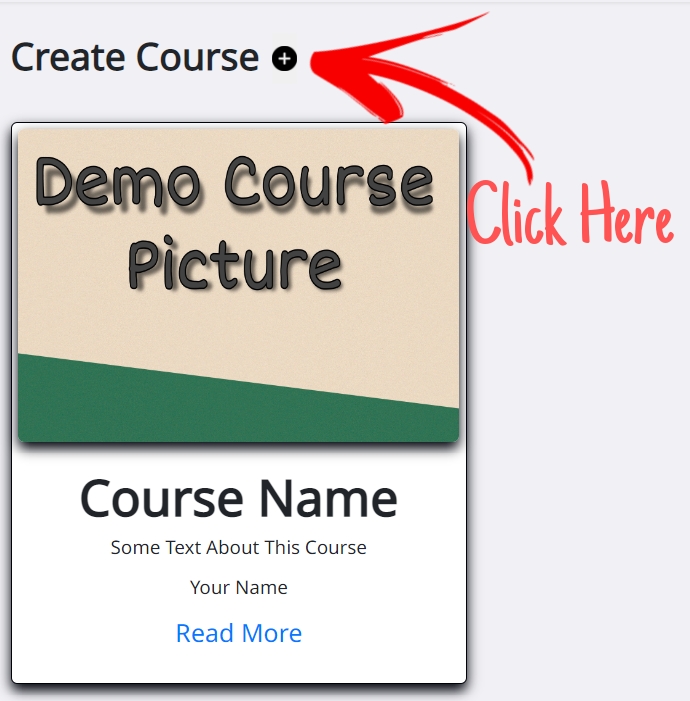 Create Course
Click Here
Demo Course
Picture
Course Name
Some Text About This Course
Your Name
Read More